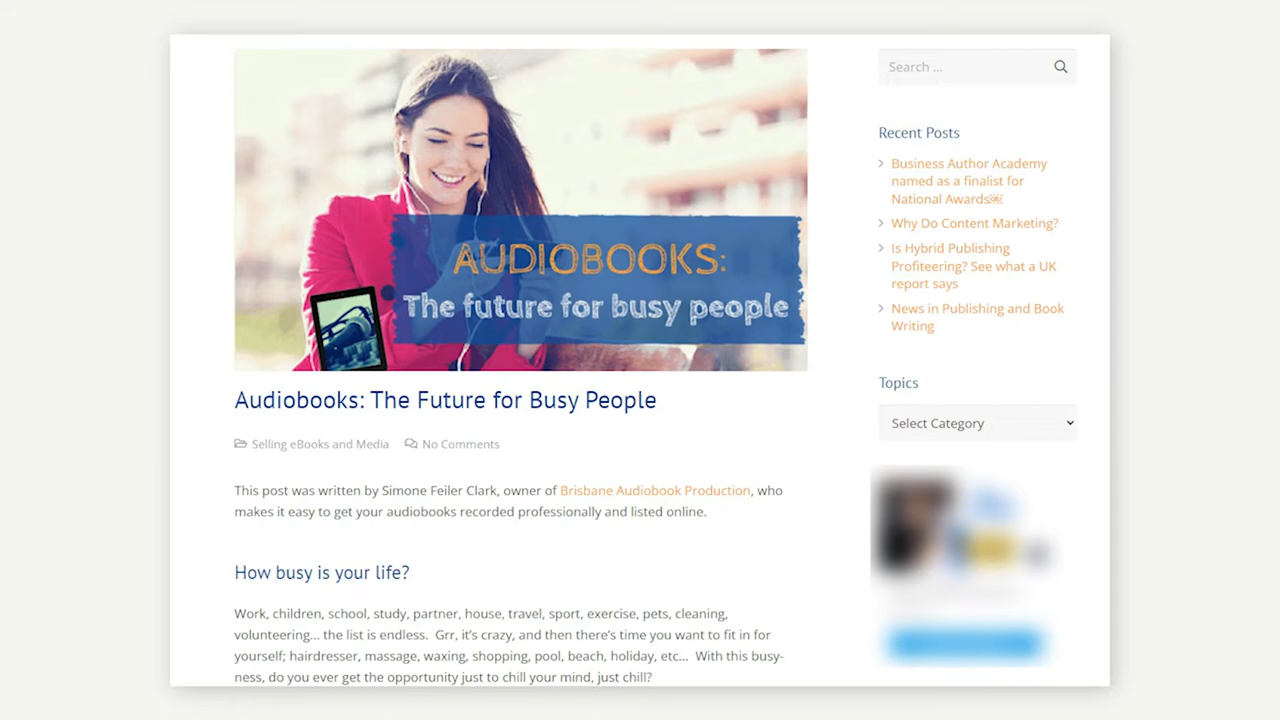 AUDIOBOOKS:
The future for busy people
Audiobooks: The Future for Busy People
Selling eBooks and Media No Comments
This post was written by Simone Feiler Clark, owner of Brisbane Audiobook Production, who
makes it easy to get your audiobooks recorded professionally and listed online.
How busy is your life?
Work, children, school, study, partner, house, travel, sport, exercise, pets, cleaning,
volunteering... the list is endless.  Grr, it's crazy, and then there's time you want to fit in for
yourself; hairdresser, massage, waxing, shopping, pool, beach, holiday, etc...  With this busy-
ness, do you ever get the opportunity just to chill your mind, just chill?
Search ...
Recent Posts
Business Author Academy
named as a finalist for
National Awards
Why Do Content Marketing?
Is Hybrid Publishing
Profiteering? See what a UK
report says
News in Publishing and Book
Writing
Topics
Select Category